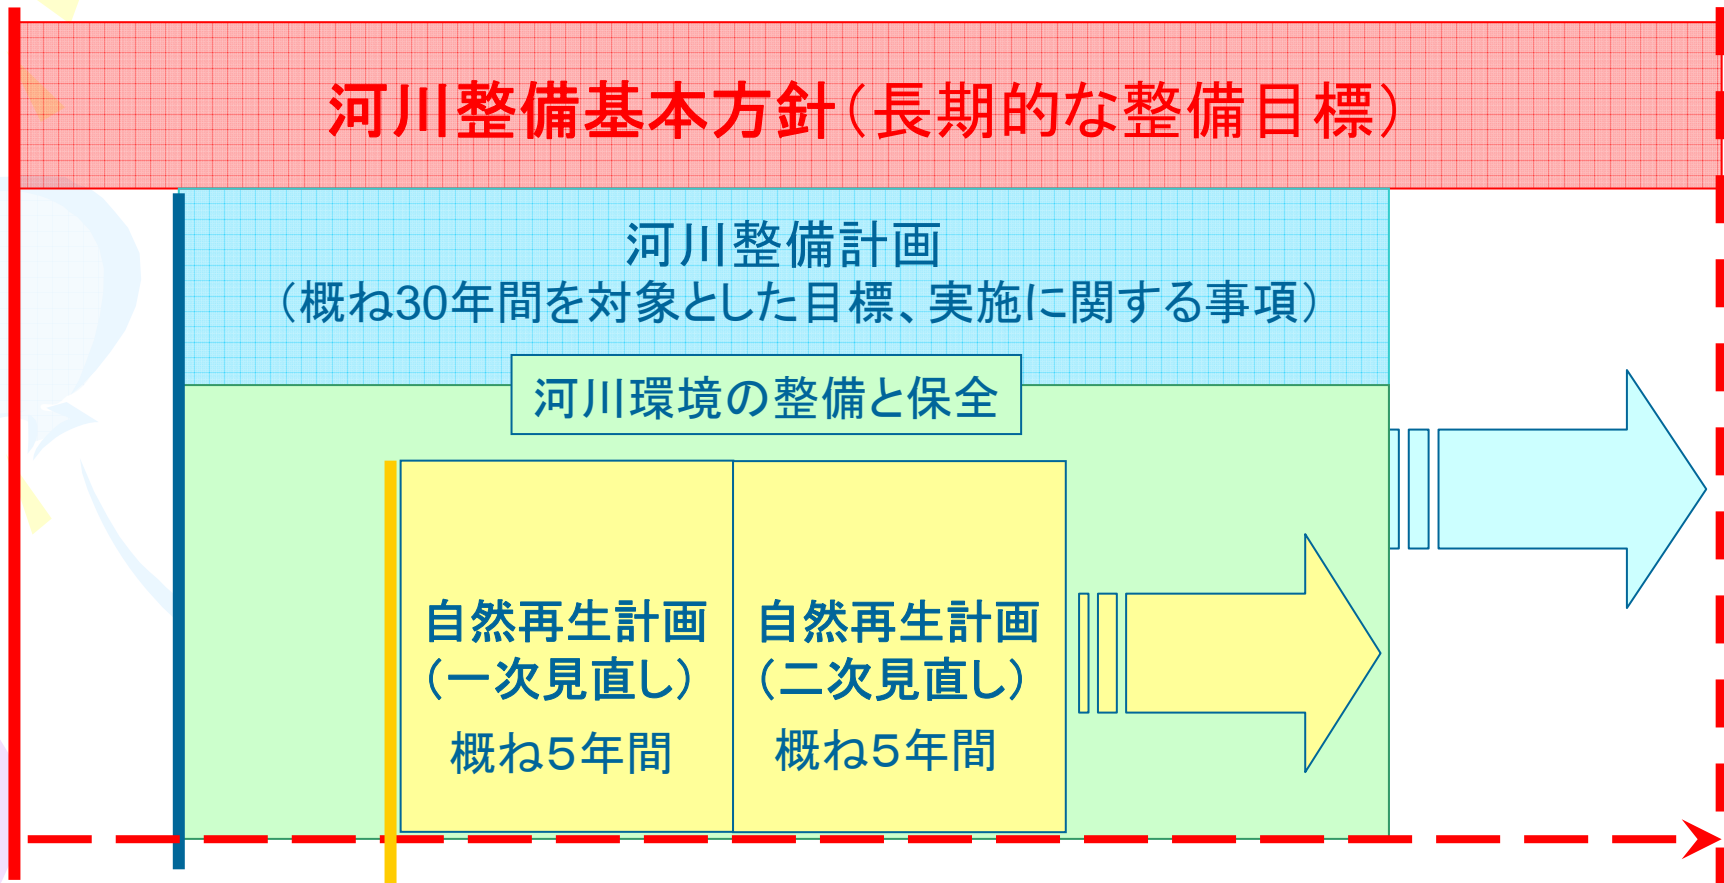 河川整備基本方針（長期的な整備目標）
河川整備計画
（概ね30年間を対象とした目標、実施に関する事項）
河川環境の整備と保全
自然再生計画
（一次見直し）
概ね５年間
自然再生計画
（二次見直し）
概ね５年間